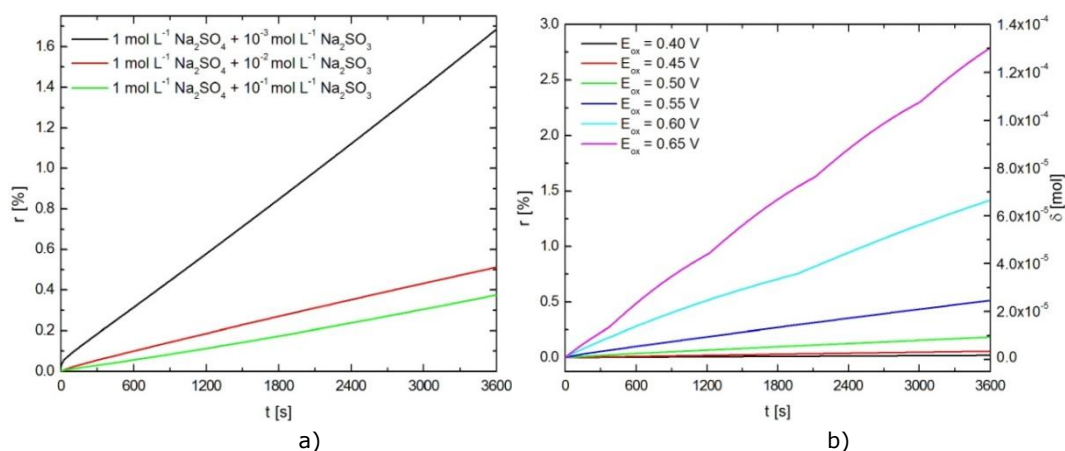 1 mol L⁻¹ Na₂SO₄ + 10⁻³ mol L⁻¹ Na₂SO₃
1 mol L⁻¹ Na₂SO₄ + 10⁻² mol L⁻¹ Na₂SO₃
1 mol L⁻¹ Na₂SO₄ + 10⁻¹ mol L⁻¹ Na₂SO₃
1.6
1.4
1.2
1.0
0.8
0.6
0.4
0.2
0.0
r [%]
0 600 1200 1800 2400 3000 3600
t [s]
a)
E_ox = 0.40 V
E_ox = 0.45 V
E_ox = 0.50 V
E_ox = 0.55 V
E_ox = 0.60 V
E_ox = 0.65 V
3.0
2.5
2.0
1.5
1.0
0.5
0.0
r [%]
0 600 1200 1800 2400 3000 3600
t [s]
1.4x10⁻⁴
1.2x10⁻⁴
1.0x10⁻⁴
8.0x10⁻⁵
6.0x10⁻⁵
4.0x10⁻⁵
2.0x10⁻⁵
0.0
δ [mol]
b)